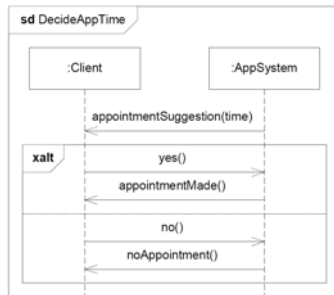 sd DecideAppTime
:Client :AppSystem
appointmentSuggestion(time)
xalt
yes()
appointmentMade()
no()
noAppointment()